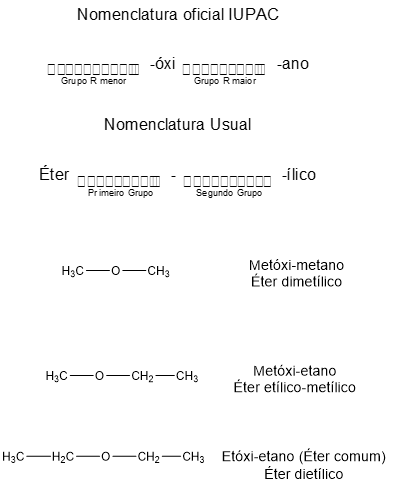 Nomenclatura oficial IUPAC
-óxi -ano
Grupo R menor Grupo R maior
Nomenclatura Usual
Éter - -ílico
Primeiro Grupo Segundo Grupo
H₃C—O—CH₃
Metóxi-metano
Éter dimetílico
H₃C—O—CH₂—CH₃
Metóxi-etano
Éter etílico-metílico
H₃C—H₂C—O—CH₂—CH₃
Etóxi-etano (Éter comum)
Éter dietílico